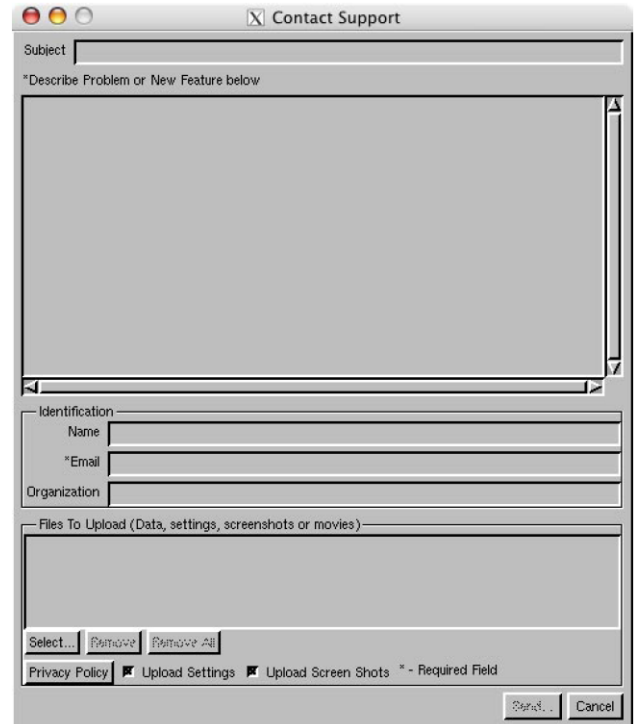 X Contact Support
Subject
*Describe Problem or New Feature below
Identification
Name
*Email
Organization
Files To Upload (Data, settings, screenshots or movies)
Select... Remove Remove All
Privacy Policy Upload Settings Upload Screen Shots * - Required Field
Send... Cancel